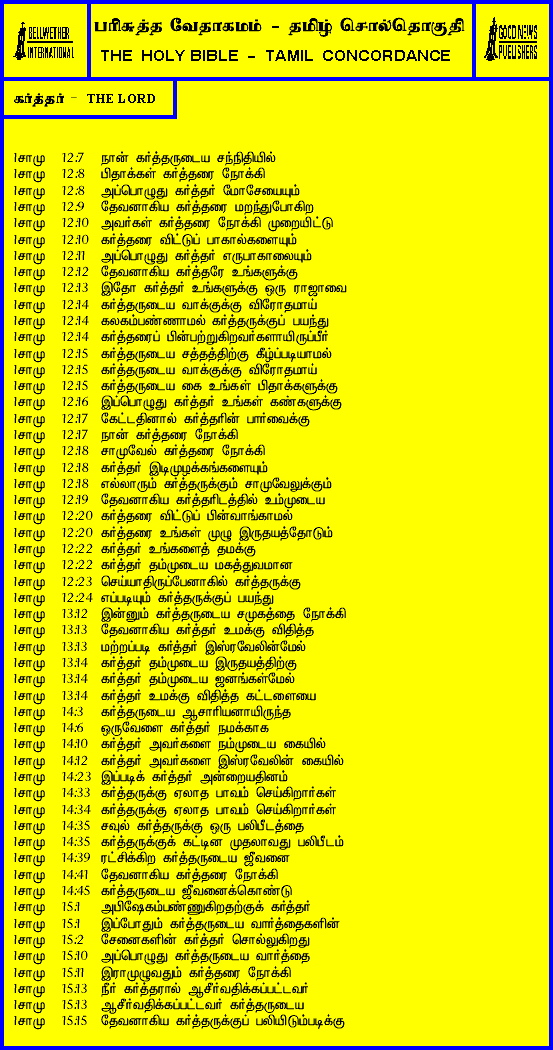 BELLWETHER
INTERNATIONAL
பரிசுத்த வேதாகமம் - தமிழ் சொல்தொகுதி
THE HOLY BIBLE - TAMIL CONCORDANCE
GOOD NEWS
PUBLISHERS
கர்த்தர் - THE LORD
1சாமு 12:7 நான் கர்த்தருடைய சந்நிதியில்
1சாமு 12:8 பிதாக்கள் கர்த்தரை நோக்கி
1சாமு 12:8 அப்பொழுது கர்த்தர் மோசேயையும்
1சாமு 12:9 தேவனாகிய கர்த்தரை மறந்துபோகிற
1சாமு 12:10 அவர்கள் கர்த்தரை நோக்கி முறையிட்டு
1சாமு 12:10 கர்த்தரை விட்டுப் பாகால்களையும்
1சாமு 12:11 அப்பொழுது கர்த்தர் எருபாகாலையும்
1சாமு 12:12 தேவனாகிய கர்த்தரே உங்களுக்கு
1சாமு 12:13 இதோ கர்த்தர் உங்களுக்கு ஒரு ராஜாவை
1சாமு 12:14 கர்த்தருடைய வாக்குக்கு விரோதமாய்
1சாமு 12:14 கலகம்பண்ணாமல் கர்த்தருக்குப் பயந்து
1சாமு 12:14 கர்த்தரைப் பின்பற்றுகிறவர்களாயிருப்பீர்
1சாமு 12:15 கர்த்தருடைய சத்தத்திற்கு கீழ்ப்படியாமல்
1சாமு 12:15 கர்த்தருடைய வாக்குக்கு விரோதமாய்
1சாமு 12:15 கர்த்தருடைய கை உங்கள் பிதாக்களுக்கு
1சாமு 12:16 இப்பொழுது கர்த்தர் உங்கள் கண்களுக்கு
1சாமு 12:17 கேட்டதினால் கர்த்தரின் பார்வைக்கு
1சாமு 12:17 நான் கர்த்தரை நோக்கி
1சாமு 12:18 சாமுவேல் கர்த்தரை நோக்கி
1சாமு 12:18 கர்த்தர் இடிமுழக்கங்களையும்
1சாமு 12:18 எல்லாரும் கர்த்தருக்கும் சாமுவேலுக்கும்
1சாமு 12:19 தேவனாகிய கர்த்தரிடத்தில் உம்முடைய
1சாமு 12:20 கர்த்தரை விட்டுப் பின்வாங்காமல்
1சாமு 12:20 கர்த்தரை உங்கள் முழு இருதயத்தோடும்
1சாமு 12:22 கர்த்தர் உங்களைத் தமக்கு
1சாமு 12:22 கர்த்தர் தம்முடைய மகத்துவமான
1சாமு 12:23 செய்யாதிருப்பேனாகில் கர்த்தருக்கு
1சாமு 12:24 எப்படியும் கர்த்தருக்குப் பயந்து
1சாமு 13:12 இன்னும் கர்த்தருடைய சமுகத்தை நோக்கி
1சாமு 13:13 தேவனாகிய கர்த்தர் உமக்கு விதித்த
1சாமு 13:13 மற்றப்படி கர்த்தர் இஸ்ரவேலின்மேல்
1சாமு 13:14 கர்த்தர் தம்முடைய இருதயத்திற்கு
1சாமு 13:14 கர்த்தர் தம்முடைய ஜனங்கள்மேல்
1சாமு 13:14 கர்த்தர் உமக்கு விதித்த கட்டளையை
1சாமு 14:3 கர்த்தருடைய ஆசாரியனாயிருந்த
1சாமு 14:6 ஒருவேளை கர்த்தர் நமக்காக
1சாமு 14:10 கர்த்தர் அவர்களை நம்முடைய கையில்
1சாமு 14:12 கர்த்தர் அவர்களை இஸ்ரவேலின் கையில்
1சாமு 14:23 இப்படிக் கர்த்தர் அன்றையதினம்
1சாமு 14:33 கர்த்தருக்கு ஏலாத பாவம் செய்கிறார்கள்
1சாமு 14:34 கர்த்தருக்கு ஏலாத பாவம் செய்கிறார்கள்
1சாமு 14:35 சவுல் கர்த்தருக்கு ஒரு பலிபீடத்தை
1சாமு 14:35 கர்த்தருக்குக் கட்டின முதலாவது பலிபீடம்
1சாமு 14:39 ரட்சிக்கிற கர்த்தருடைய ஜீவனை
1சாமு 14:41 தேவனாகிய கர்த்தரை நோக்கி
1சாமு 14:45 கர்த்தருடைய ஜீவனைக்கொண்டு
1சாமு 15:1 அபிஷேகம்பண்ணுகிறதற்குக் கர்த்தர்
1சாமு 15:1 இப்போதும் கர்த்தருடைய வார்த்தைகளின்
1சாமு 15:2 சேனைகளின் கர்த்தர் சொல்லுகிறது
1சாமு 15:10 அப்பொழுது கர்த்தருடைய வார்த்தை
1சாமு 15:11 இராமுழுவதும் கர்த்தரை நோக்கி
1சாமு 15:13 நீர் கர்த்தரால் ஆசீர்வதிக்கப்பட்டவர்
1சாமு 15:13 ஆசீர்வதிக்கப்பட்டவர் கர்த்தருடைய
1சாமு 15:15 தேவனாகிய கர்த்தருக்குப் பலியிடும்படிக்கு